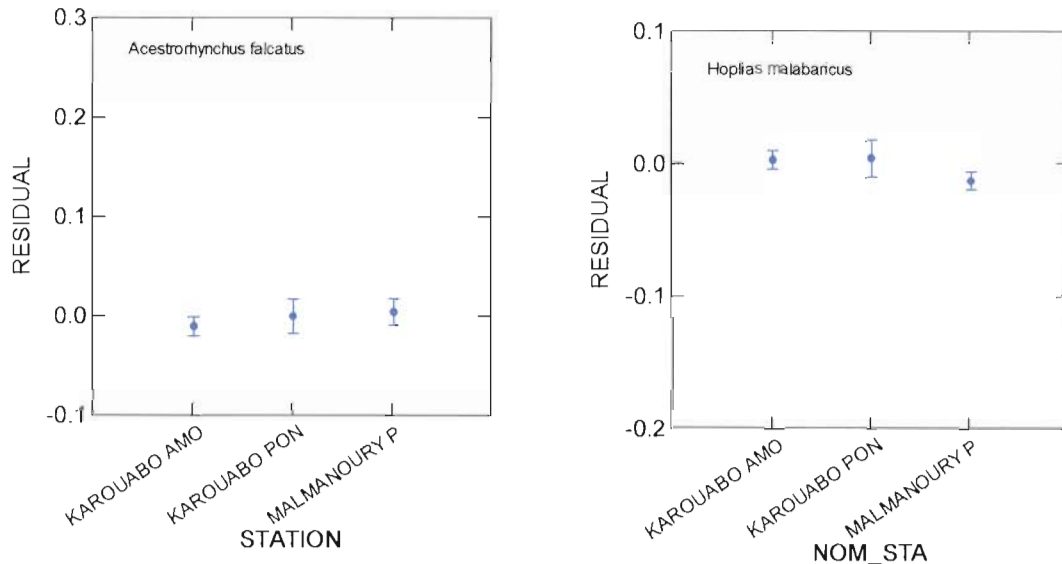 Acestrorhynchus falcatus
0.3
0.2
0.1
0.0
-0.1
RESIDUAL
KAROUABO AMO
KAROUABO PON
MALMANOURY P
STATION
Hoplias malabaricus
0.1
0.0
-0.1
-0.2
RESIDUAL
KAROUABO AMO
KAROUABO PON
MALMANOURY P
NOM_STA